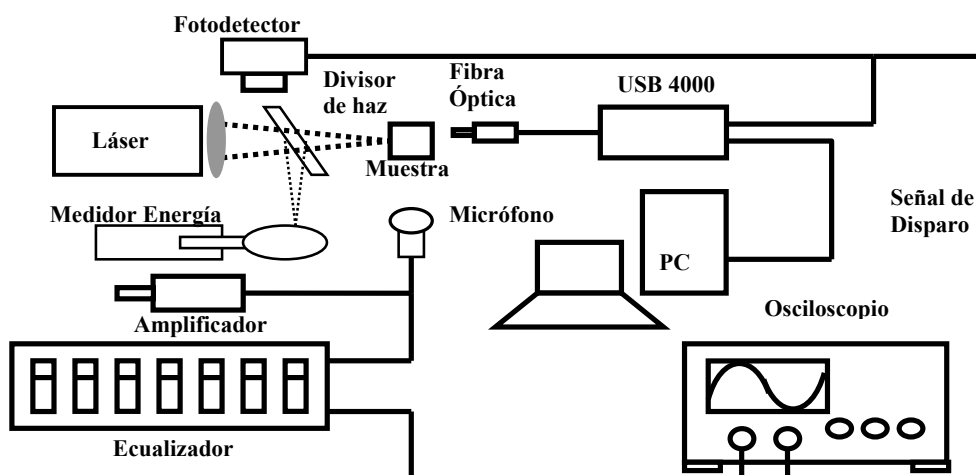 Fotodetector
Divisor
de haz
Fibra
Óptica
USB 4000
Láser
Muestra
Medidor Energía
Micrófono
Señal de
Disparo
PC
Amplificador
Osciloscopio
Ecualizador